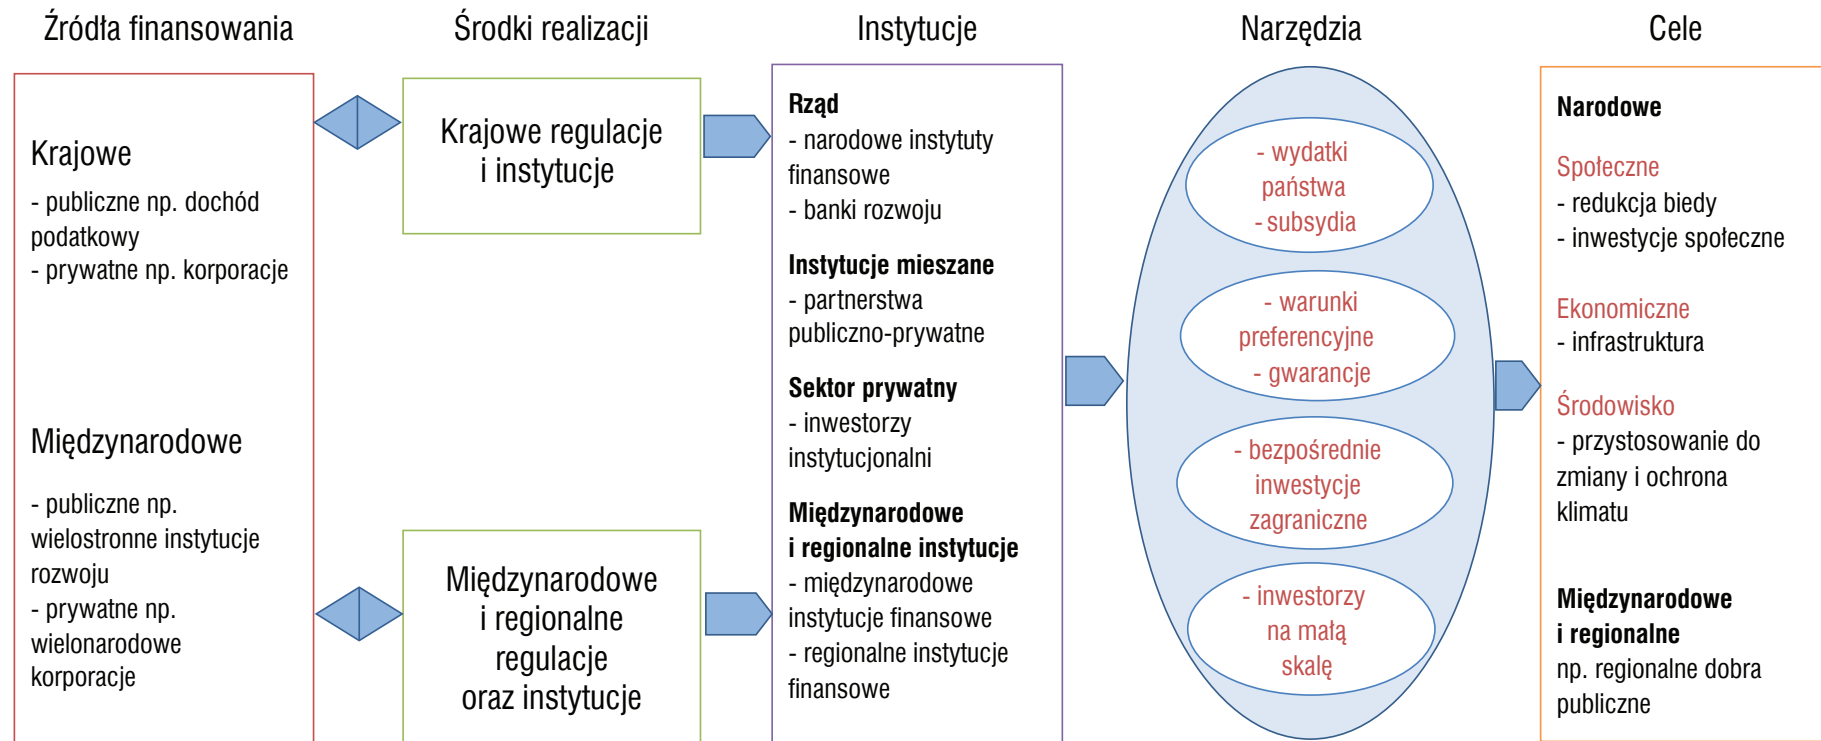 Źródła finansowania
Środki realizacji
Instytucje
Narzędzia
Cele
Krajowe
- publiczne np. dochód
podatkowy
- prywatne np. korporacje
Międzynarodowe
- publiczne np.
wielostronne instytucje
rozwoju
- prywatne np.
wielonarodowe
korporacje
Krajowe regulacje
i instytucje
Międzynarodowe
i regionalne
regulacje
oraz instytucje
Rząd
- narodowe instytuty
finansowe
- banki rozwoju
Instytucje mieszane
- partnerstwa
publiczno-prywatne
Sektor prywatny
- inwestorzy
instytucjonalni
Międzynarodowe
i regionalne instytucje
- międzynarodowe
instytucje finansowe
- regionalne instytucje
finansowe
- wydatki
państwa
- subsydia
- warunki
preferencyjne
- gwarancje
- bezpośrednie
inwestycje
zagraniczne
- inwestorzy
na małą
skalę
Narodowe
Społeczne
- redukcja biedy
- inwestycje społeczne
Ekonomiczne
- infrastruktura
Środowisko
- przystosowanie do
zmiany i ochrona
klimatu
Międzynarodowe
i regionalne
np. regionalne dobra
publiczne